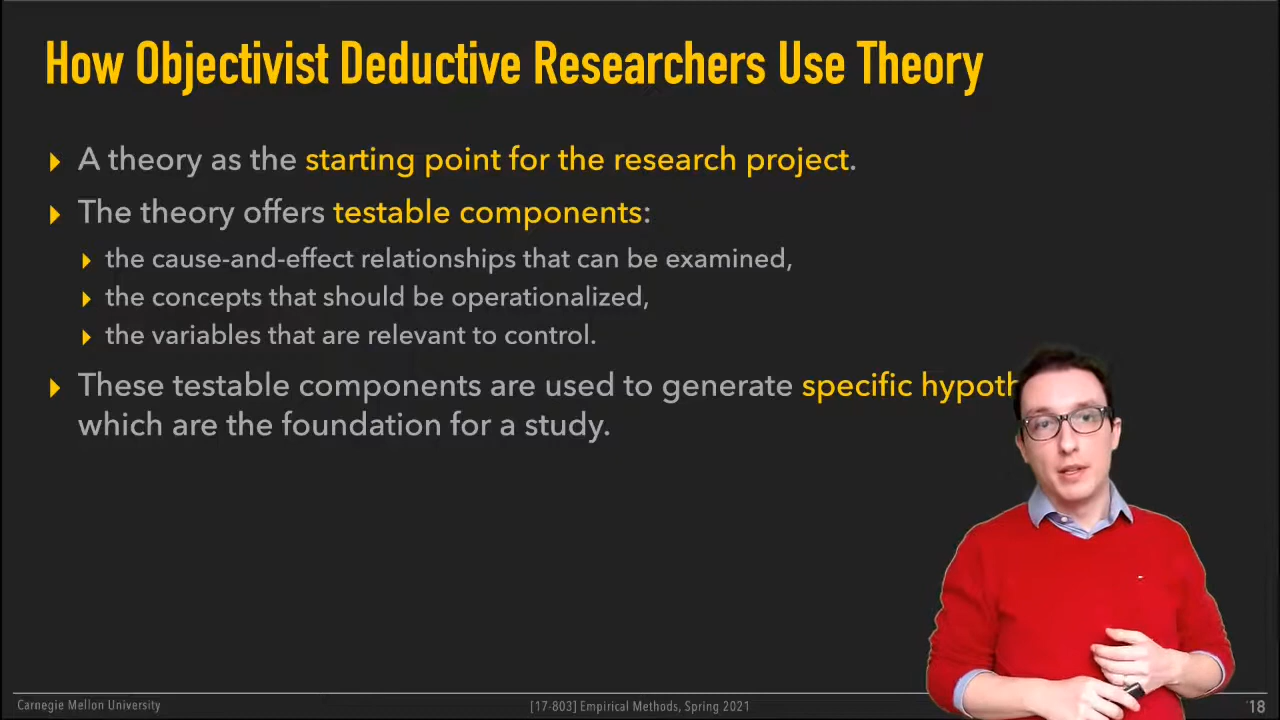 How Objectivist Deductive Researchers Use Theory
A theory as the starting point for the research project.
The theory offers testable components:
the cause-and-effect relationships that can be examined,
the concepts that should be operationalized,
the variables that are relevant to control.
These testable components are used to generate specific
which are the foundation for a study.
Carnegie Mellon University
[17-803] Empirical Methods, Spring 2021
18